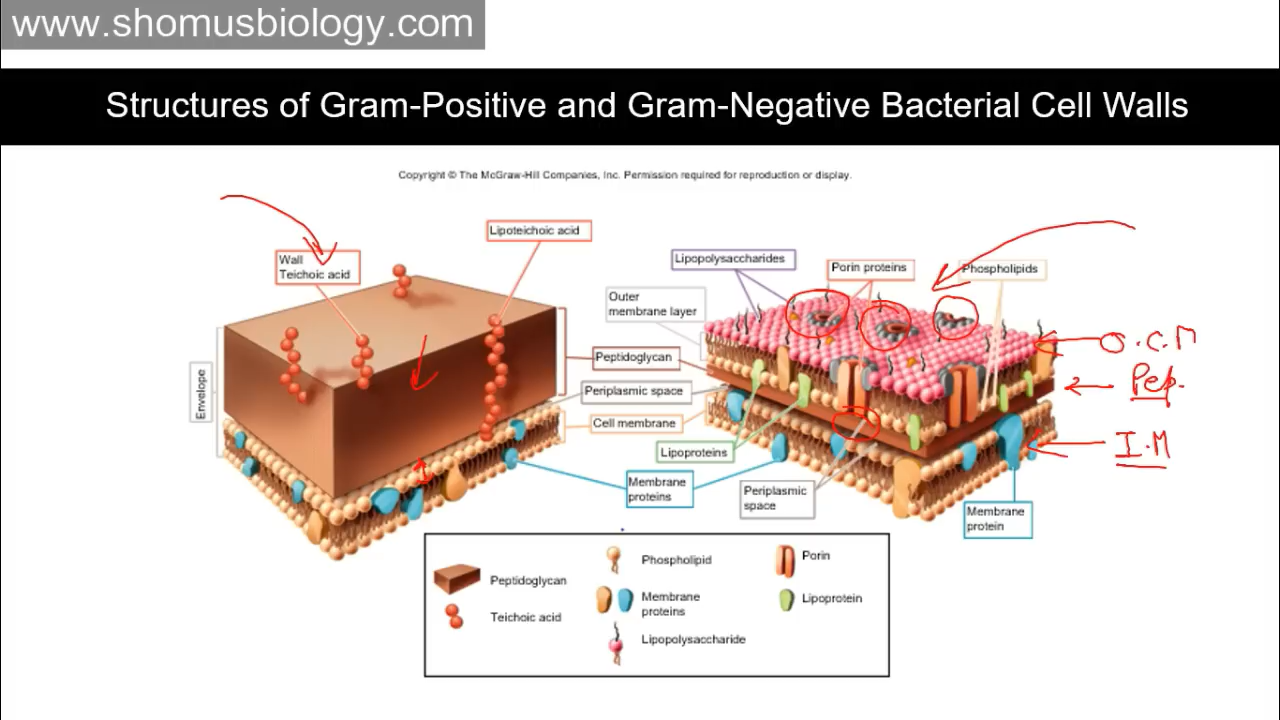 www.shomusbiology.com
Structures of Gram-Positive and Gram-Negative Bacterial Cell Walls
Copyright © The McGraw-Hill Companies, Inc. Permission required for reproduction or display.
Wall
Teichoic acid
Lipoteichoic acid
Envelope
Outer
membrane layer
Peptidoglycan
Periplasmic space
Cell membrane
Lipoproteins
Membrane
proteins
Lipopolysaccharides
Porin proteins
Phospholipids
Periplasmic
space
Membrane
protein
O.C.M
Pep.
I.M
Peptidoglycan
Teichoic acid
Phospholipid
Membrane
proteins
Lipopolysaccharide
Porin
Lipoprotein